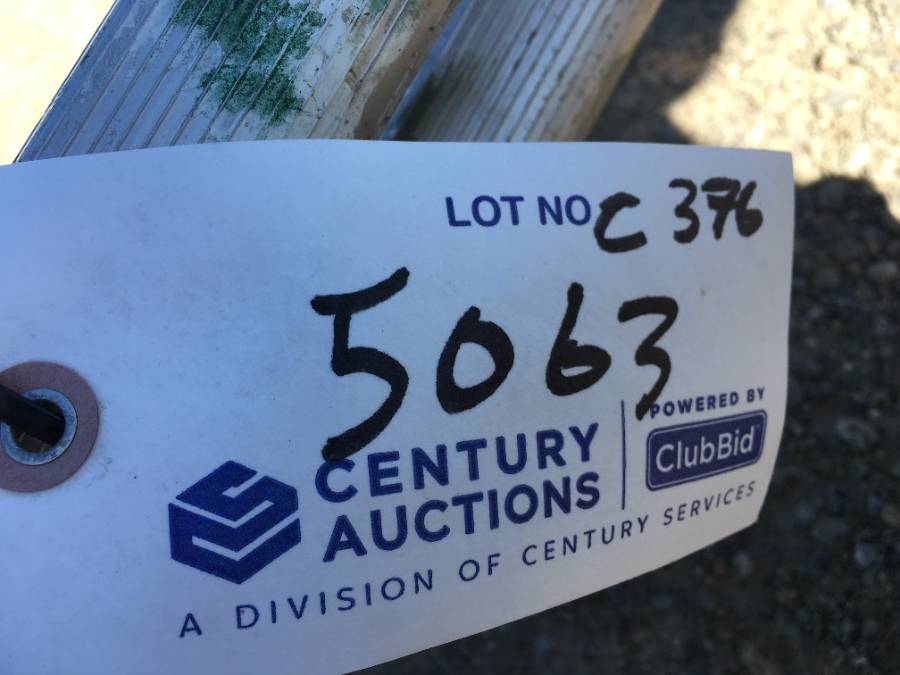 LOT NO C 376
5063
CENTURY
AUCTIONS
POWERED BY
ClubBid
A DIVISION OF CENTURY SERVICES